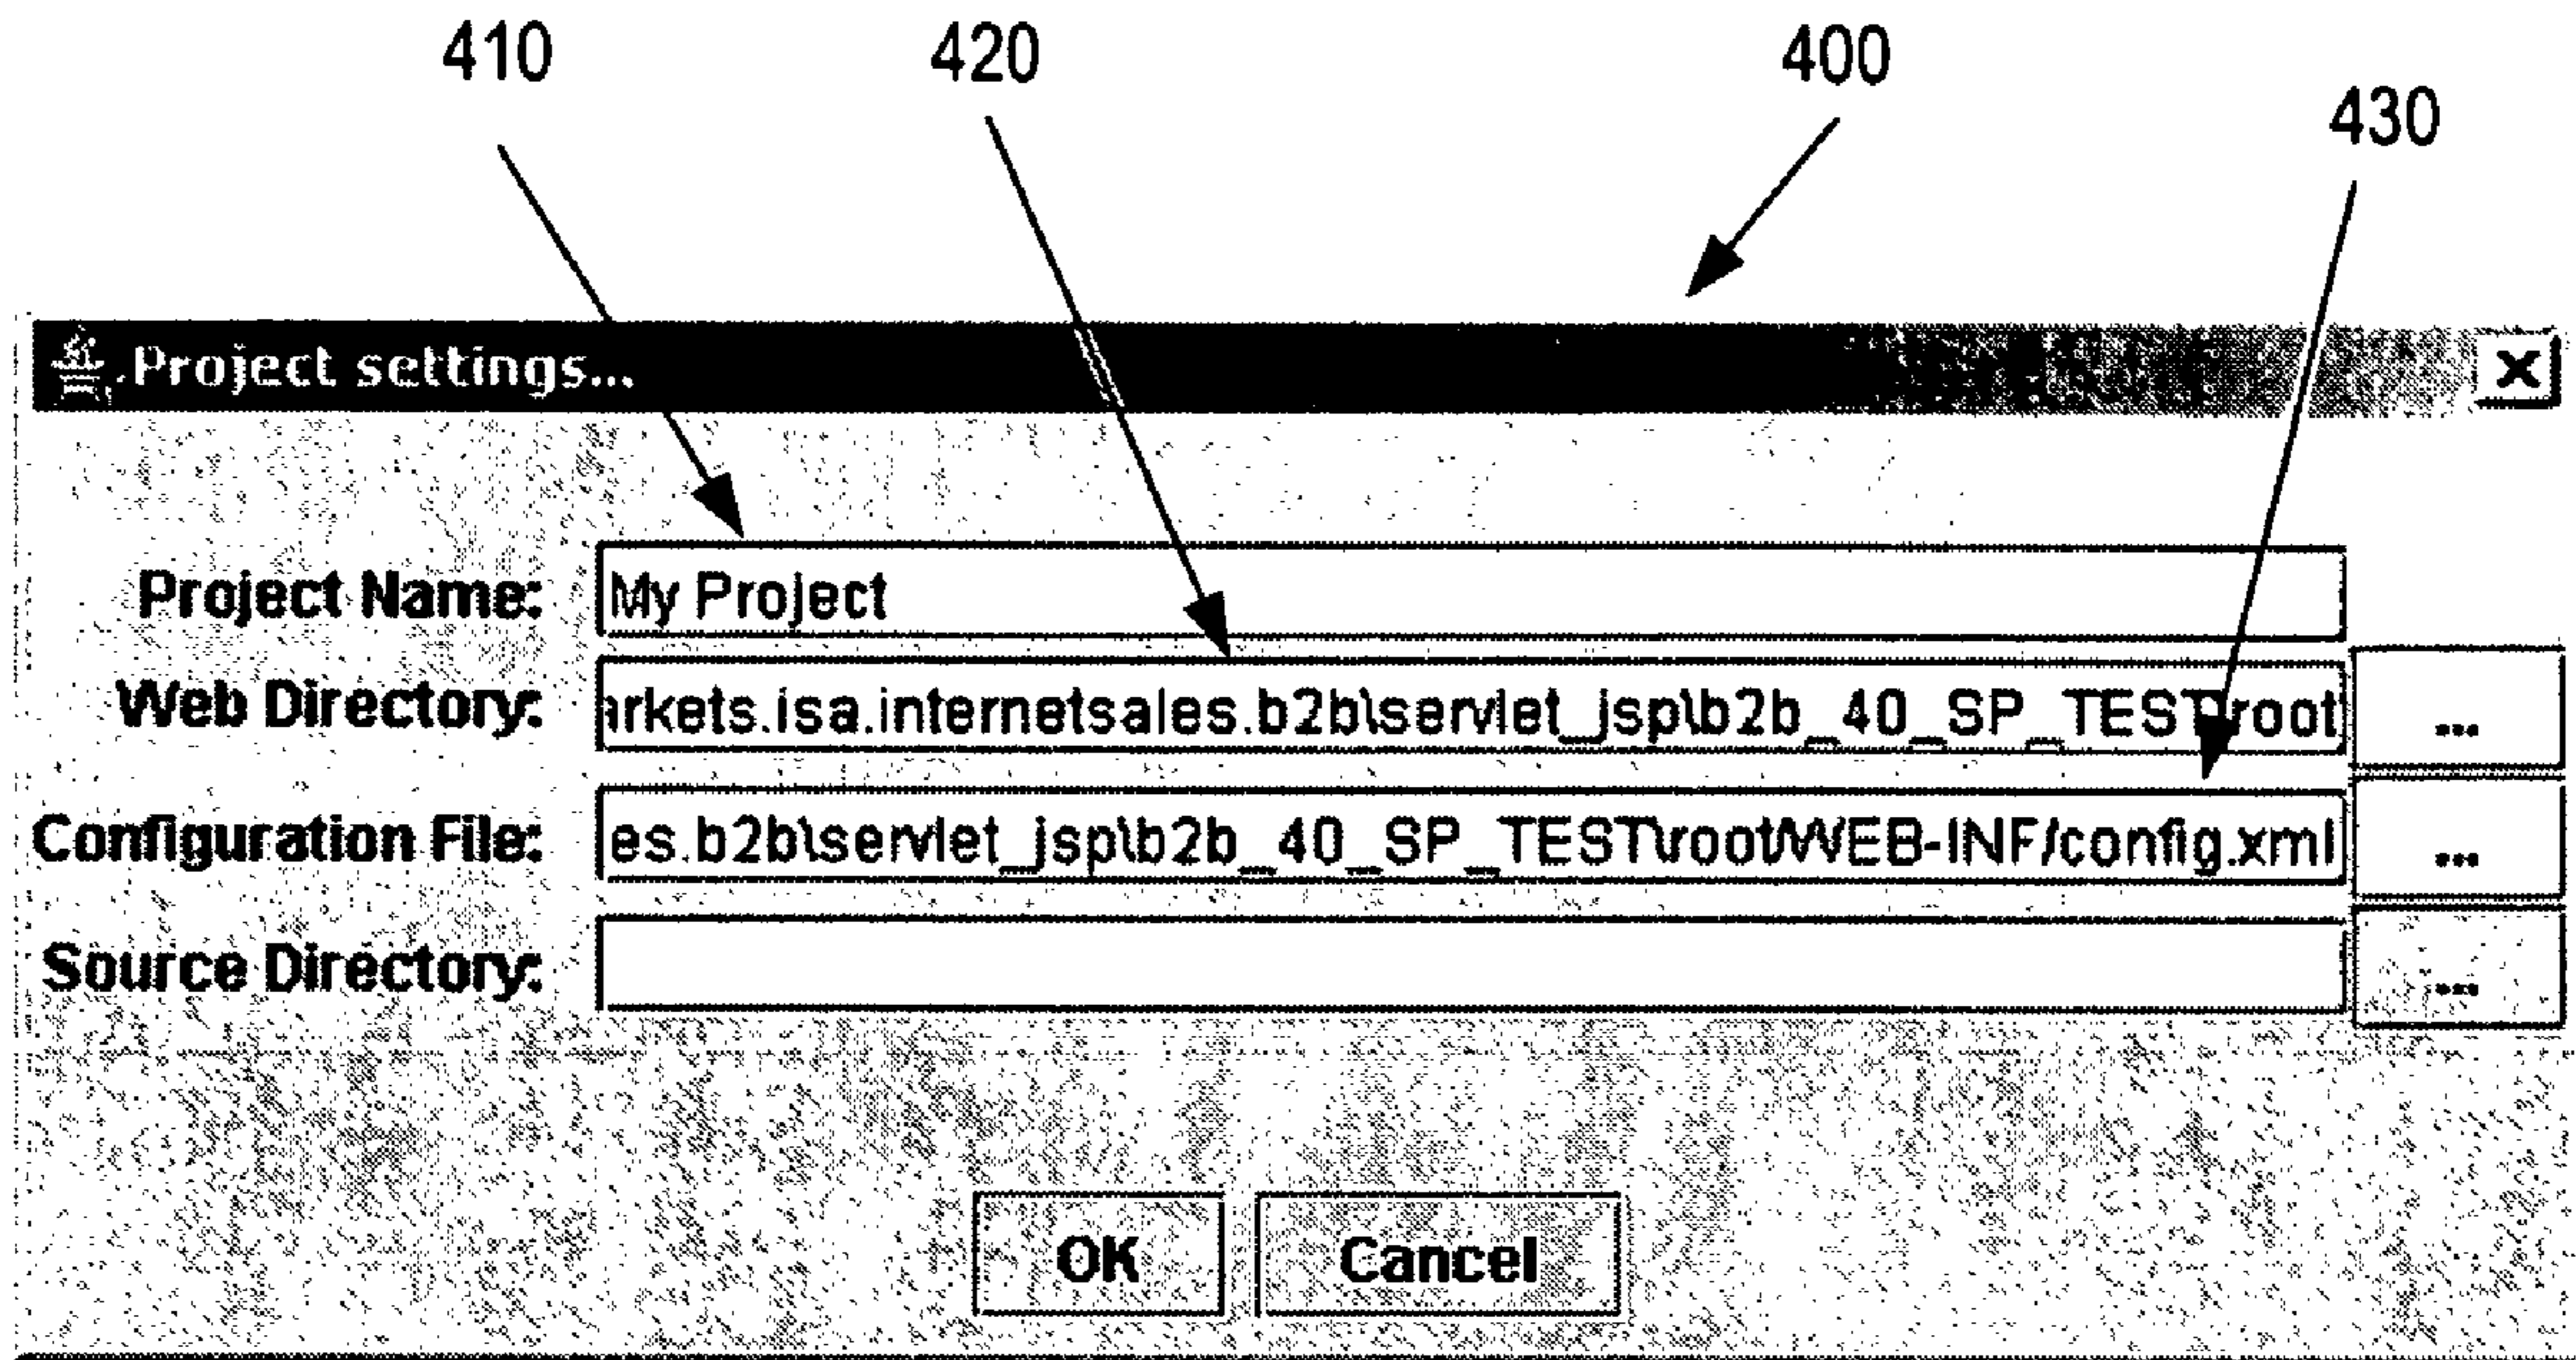 410 420 400
430
Project settings...
Project Name: My Project
Web Directory: arkets.isa.internetsales.b2b\servlet_jsp\b2b_40_SP_TEST\root ...
Configuration File: es.b2b\servlet_jsp\b2b_40_SP_TEST\root\WEB-INF/config.xml ...
Source Directory: ...
OK Cancel